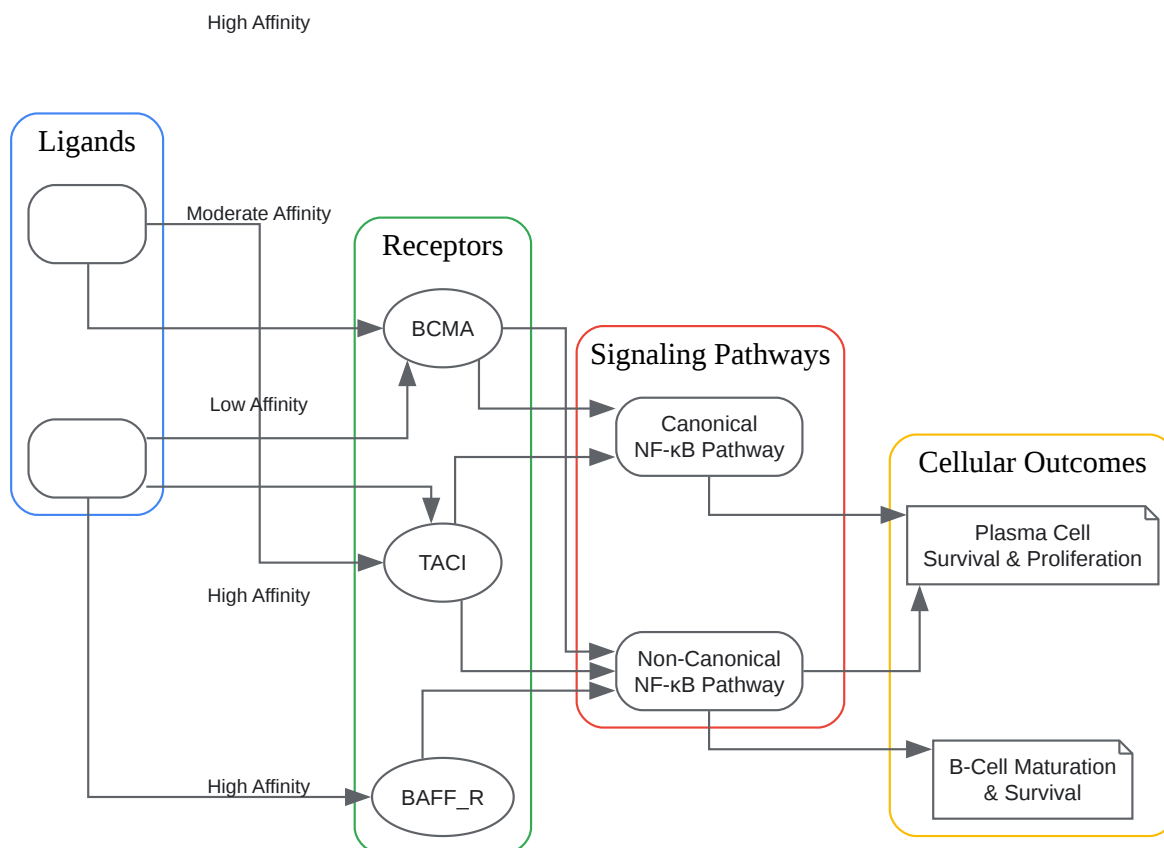 High Affinity
Ligands
Moderate Affinity
Receptors
BCMA
Signaling Pathways
Low Affinity
Canonical
NF-κB Pathway
Cellular Outcomes
Plasma Cell
Survival & Proliferation
TACI
High Affinity
Non-Canonical
NF-κB Pathway
B-Cell Maturation
& Survival
High Affinity
BAFF_R